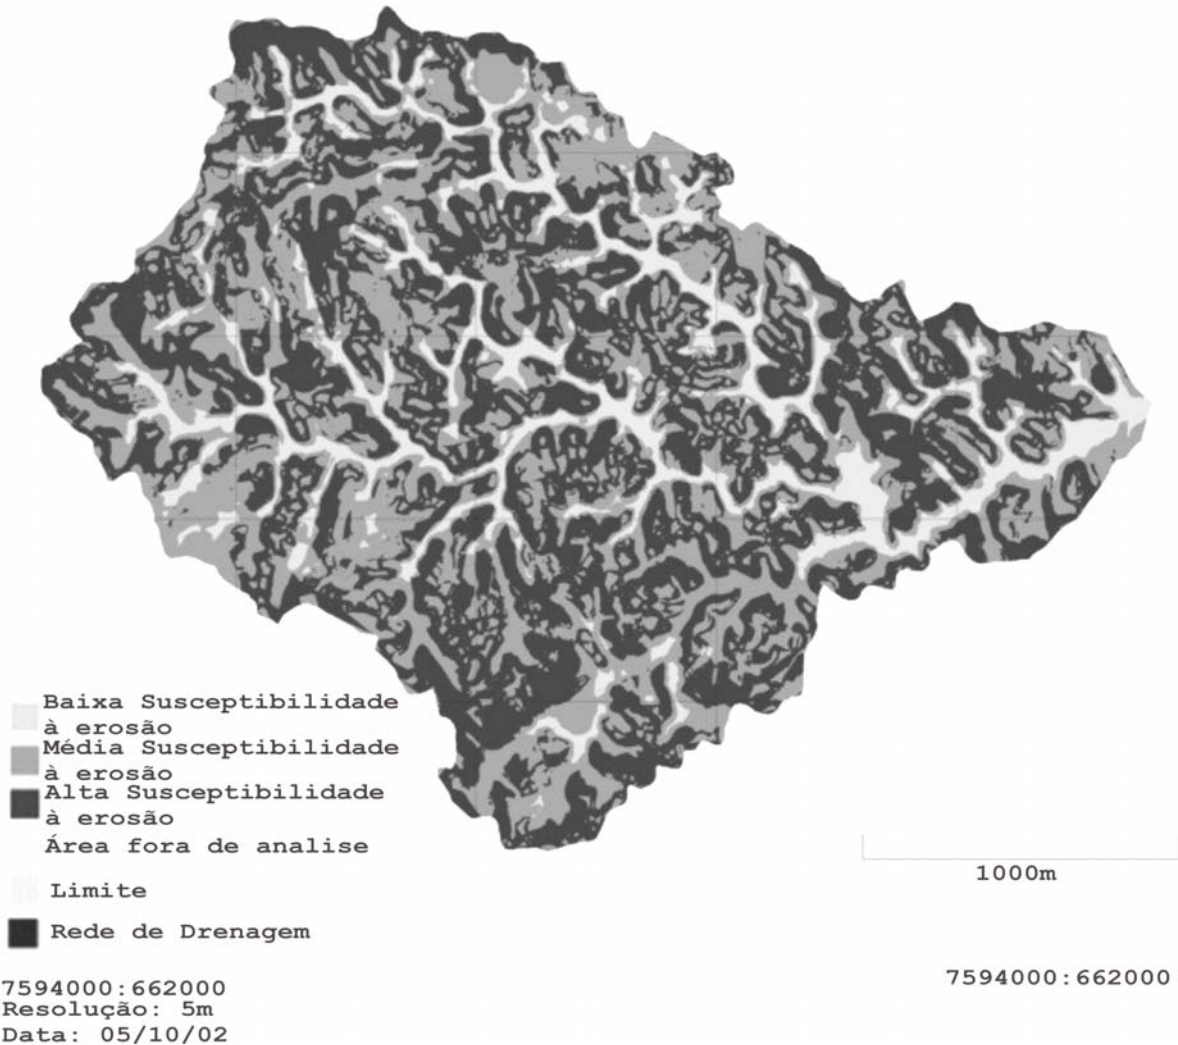 Baixa Susceptibilidade
à erosão
Média Susceptibilidade
à erosão
Alta Susceptibilidade
à erosão
Área fora de analise
Limite
Rede de Drenagem
1000m
7594000:662000
7594000:662000
Resolução: 5m
Data: 05/10/02